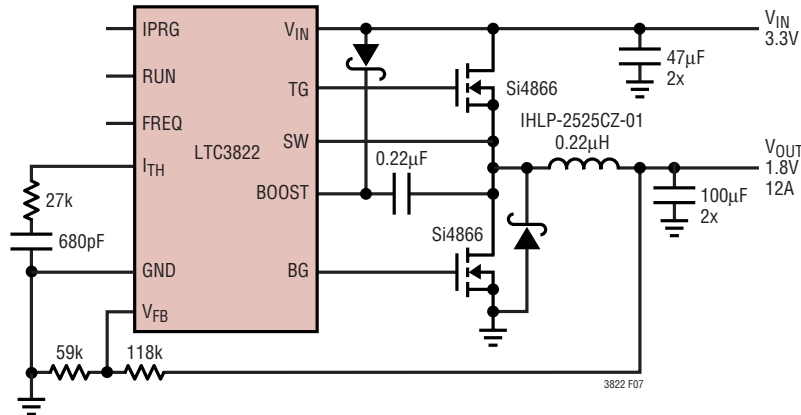 IPRG
RUN
FREQ
ITH
GND
VFB
LTC3822
VIN
TG
SW
BOOST
BG
27k
680pF
59k
118k
0.22µF
Si4866
Si4866
IHLP-2525CZ-01
0.22µH
47µF
2x
VIN
3.3V
VOUT
1.8V
12A
100µF
2x
3822 F07